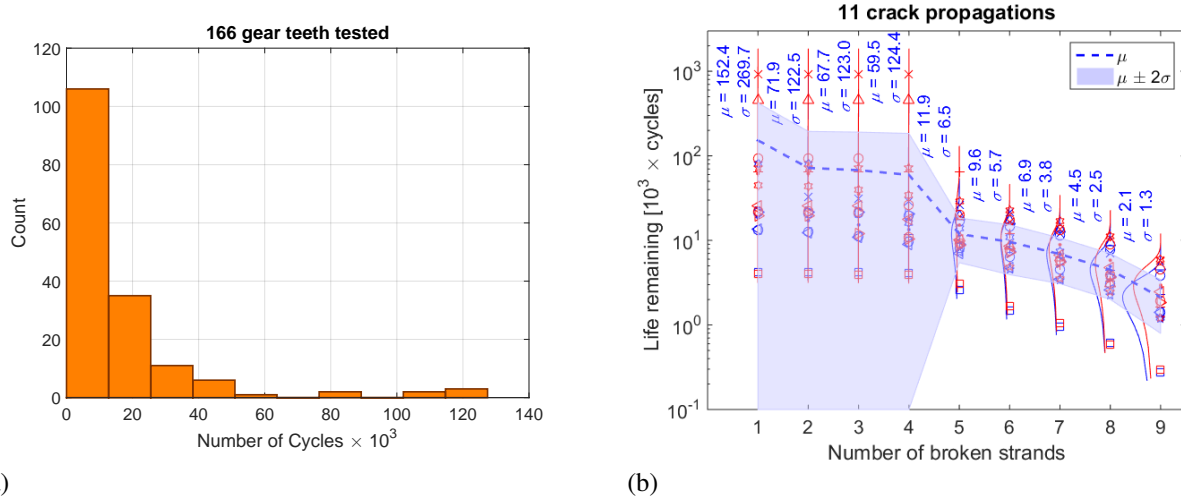 166 gear teeth tested
120
100
80
60
40
20
0
Count
0 20 40 60 80 100 120 140
Number of Cycles × 10³
)
11 crack propagations
10³
10²
10¹
10⁰
10⁻¹
Life remaining [10³ × cycles]
μ = 152.4
σ = 269.7
μ = 71.9
σ = 122.5
μ = 67.7
σ = 123.0
μ = 59.5
σ = 124.4
μ = 11.9
σ = 6.5
μ = 9.6
σ = 5.7
μ = 6.9
σ = 3.8
μ = 4.5
σ = 2.5
μ = 2.1
σ = 1.3
μ
μ ± 2σ
1 2 3 4 5 6 7 8 9
Number of broken strands
(b)